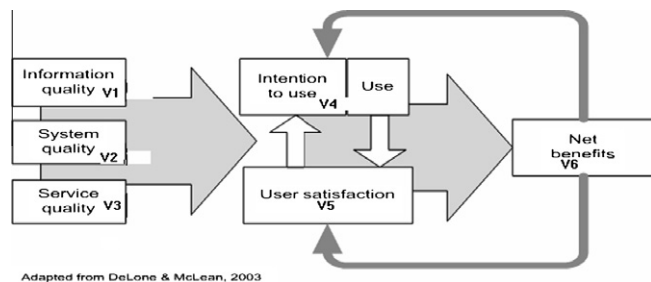 Information
quality V1
System
quality V2
Service
quality V3
Intention
to use V4
Use
User satisfaction
V5
Net
benefits
V6
Adapted from DeLone & McLean, 2003